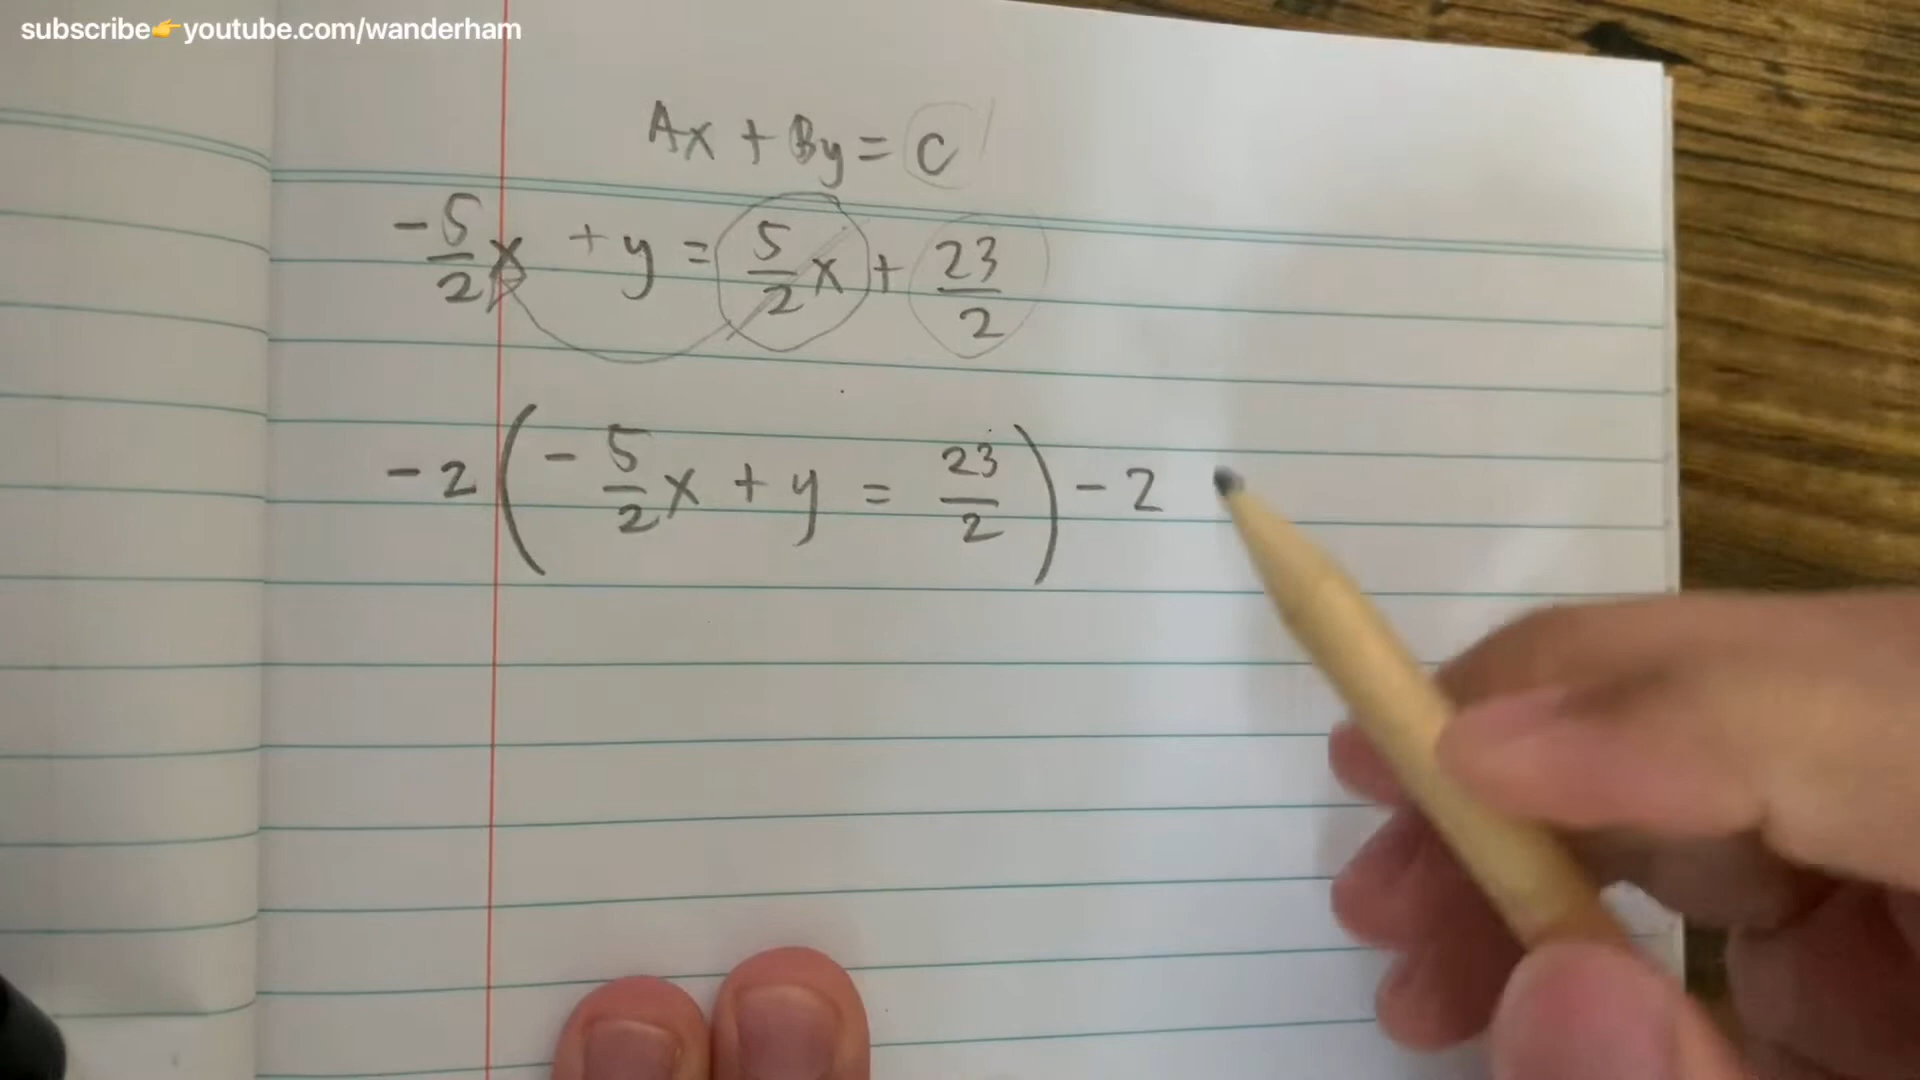 subscribe👉youtube.com/wanderham
Ax + By = C
-5/2x + y = 5/2x + 23/2
-2(-5/2x + y = 23/2)-2